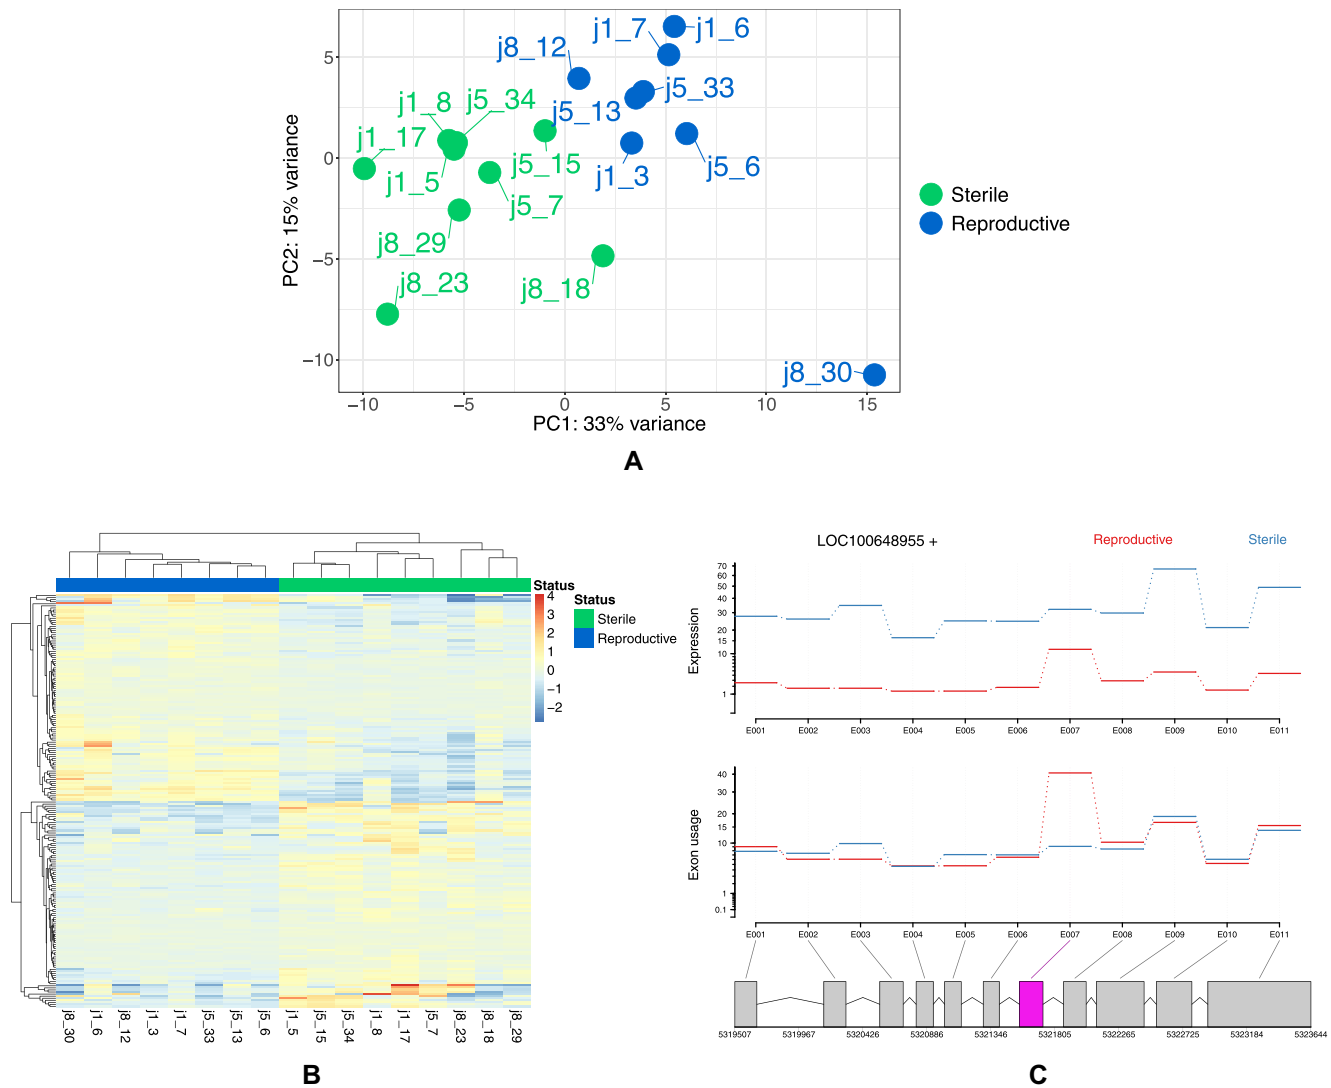 j1_7
j1_6
j8_12
j5_33
j5_13
j1_8
j5_34
j1_17
j5_15
j1_5
j5_7
j1_3
j5_6
j8_29
j8_23
j8_18
j8_30
5
0
−5
−10
PC2: 15% variance
−10
−5
0
5
10
15
PC1: 33% variance
Sterile
Reproductive
A
Status
4
3
2
1
0
−1
−2
Status
Sterile
Reproductive
j8_30
j1_6
j8_12
j1_3
j1_7
j5_33
j5_13
j5_6
j1_5
j5_15
j5_34
j1_8
j1_17
j5_7
j8_23
j8_18
j8_29
B
LOC100648955 +
Reproductive
Sterile
Expression
70
60
50
40
30
20
15
10
1
E001 E002 E003 E004 E005 E006 E007 E008 E009 E010 E011
Exon usage
40
30
20
15
10
1
0.1
E001 E002 E003 E004 E005 E006 E007 E008 E009 E010 E011
5319507 5319967 5320426 5320886 5321346 5321805 5322265 5322725 5323184 5323644
C